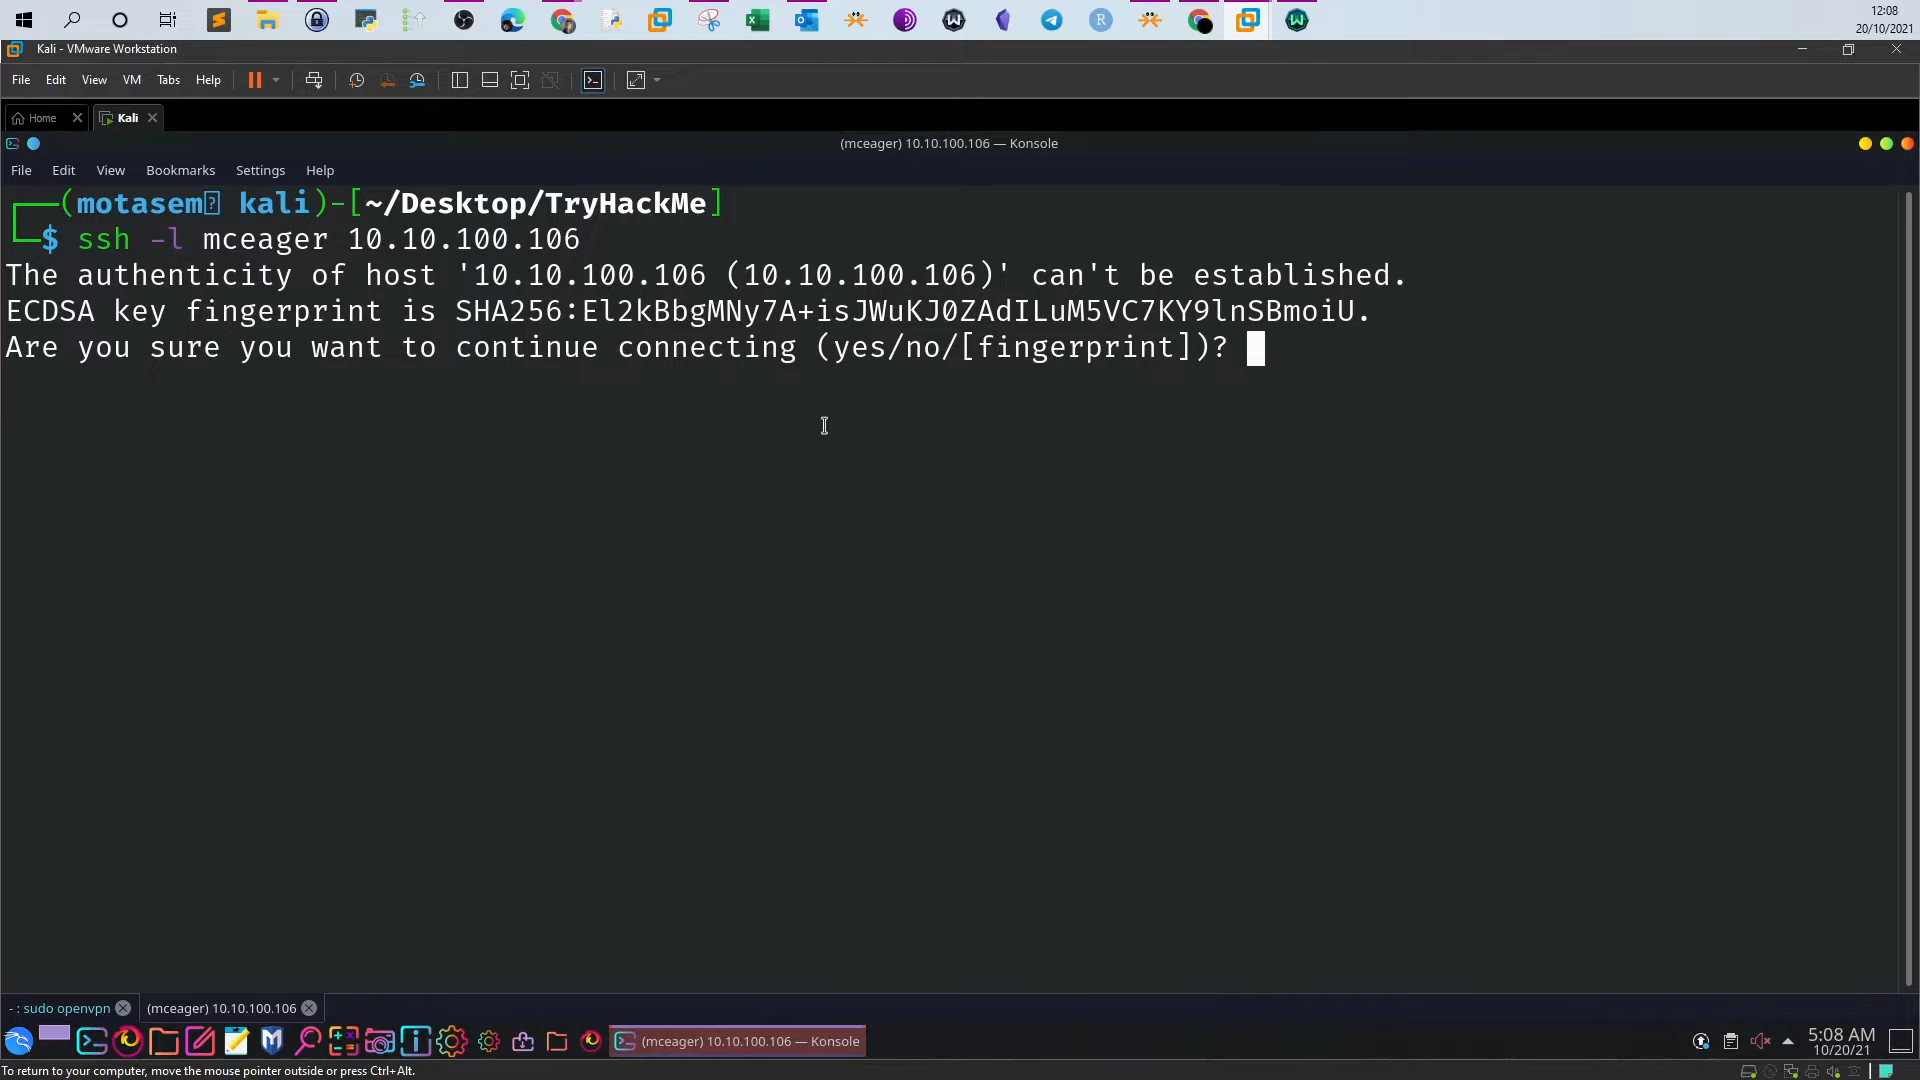 12:08
20/10/2021
Kali - VMware Workstation
File Edit View VM Tabs Help
Home Kali
(mceager) 10.10.100.106 — Konsole
File Edit View Bookmarks Settings Help
(motasem kali)-[~/Desktop/TryHackMe]
$ ssh -l mceager 10.10.100.106
The authenticity of host '10.10.100.106 (10.10.100.106)' can't be established.
ECDSA key fingerprint is SHA256:El2kBbgMNy7A+isJWuKJ0ZAdILuM5VC7KY9lnSBmoiU.
Are you sure you want to continue connecting (yes/no/[fingerprint])?
- : sudo openvpn (mceager) 10.10.100.106
(mceager) 10.10.100.106 — Konsole
5:08 AM
10/20/21
To return to your computer, move the mouse pointer outside or press Ctrl+Alt.